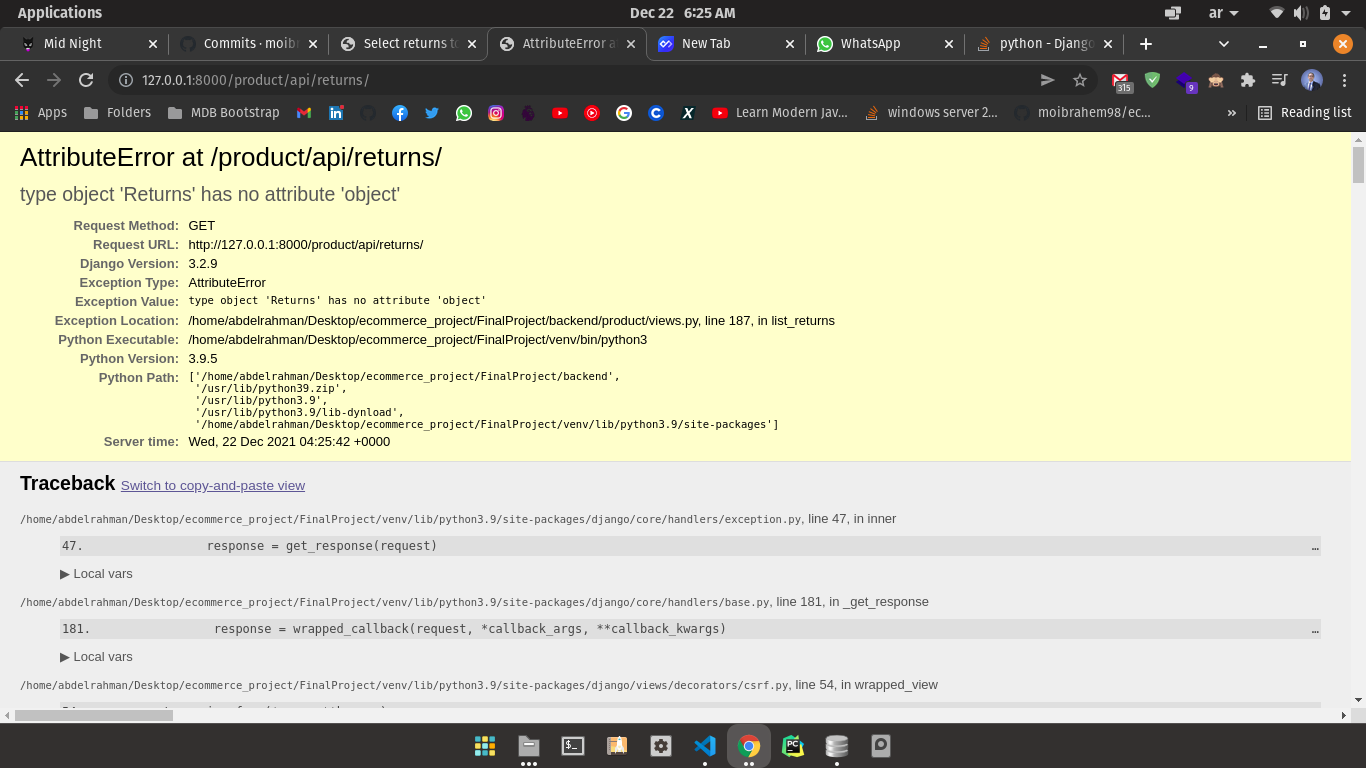 Applications
Dec 22 6:25 AM
ar
Mid Night
Commits · moib
Select returns to
AttributeError a
New Tab
WhatsApp
python - Django
127.0.0.1:8000/product/api/returns/
315
9
Apps
Folders
MDB Bootstrap
Learn Modern Jav...
windows server 2...
moibrahem98/ec...
»
Reading list
AttributeError at /product/api/returns/
type object 'Returns' has no attribute 'object'
Request Method: GET
Request URL: http://127.0.0.1:8000/product/api/returns/
Django Version: 3.2.9
Exception Type: AttributeError
Exception Value: type object 'Returns' has no attribute 'object'
Exception Location: /home/abdelrahman/Desktop/ecommerce_project/FinalProject/backend/product/views.py, line 187, in list_returns
Python Executable: /home/abdelrahman/Desktop/ecommerce_project/FinalProject/venv/bin/python3
Python Version: 3.9.5
Python Path: ['/home/abdelrahman/Desktop/ecommerce_project/FinalProject/backend',
'/usr/lib/python39.zip',
'/usr/lib/python3.9',
'/usr/lib/python3.9/lib-dynload',
'/home/abdelrahman/Desktop/ecommerce_project/FinalProject/venv/lib/python3.9/site-packages']
Server time: Wed, 22 Dec 2021 04:25:42 +0000
Traceback Switch to copy-and-paste view
/home/abdelrahman/Desktop/ecommerce_project/FinalProject/venv/lib/python3.9/site-packages/django/core/handlers/exception.py, line 47, in inner
47. response = get_response(request) …
▶ Local vars
/home/abdelrahman/Desktop/ecommerce_project/FinalProject/venv/lib/python3.9/site-packages/django/core/handlers/base.py, line 181, in _get_response
181. response = wrapped_callback(request, *callback_args, **callback_kwargs) …
▶ Local vars
/home/abdelrahman/Desktop/ecommerce_project/FinalProject/venv/lib/python3.9/site-packages/django/views/decorators/csrf.py, line 54, in wrapped_view